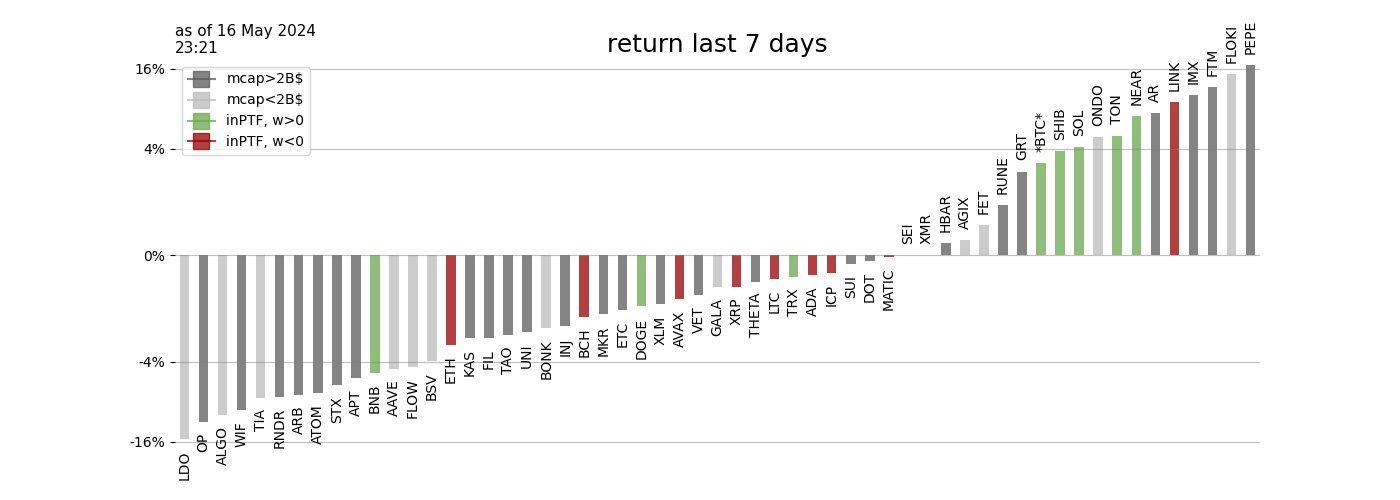 as of 16 May 2024
23:21
return last 7 days
16%
4%
0%
-4%
-16%
mcap>2B$
mcap<2B$
inPTF, w>0
inPTF, w<0
LDO
OP
ALGO
WIF
TIA
RNDR
ARB
ATOM
STX
APT
BNB
AAVE
FLOW
BSV
ETH
KAS
FIL
TAO
UNI
BONK
INJ
BCH
MKR
ETC
DOGE
XLM
AVAX
VET
GALA
XRP
THETA
LTC
TRX
ADA
ICP
SUI
DOT
MATIC
SEI
XMR
HBAR
AGIX
FET
RUNE
GRT
*BTC*
SHIB
SOL
ONDO
TON
NEAR
AR
LINK
IMX
FTM
FLOKI
PEPE